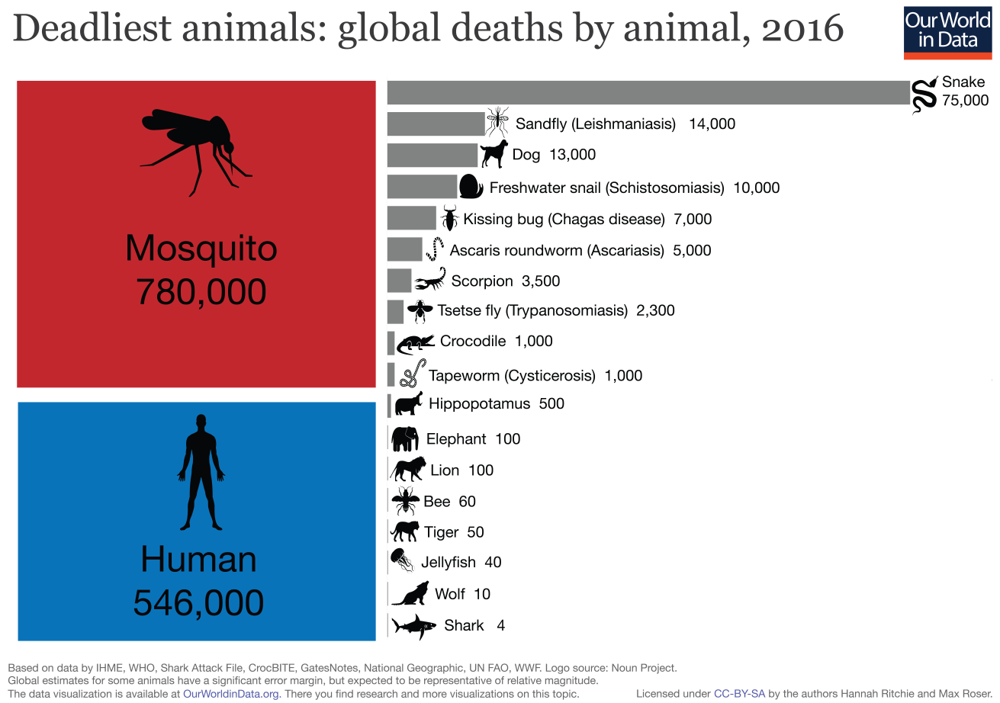 Deadliest animals: global deaths by animal, 2016
Our World
in Data
Mosquito
780,000
Human
546,000
Snake
75,000
Sandfly (Leishmaniasis) 14,000
Dog 13,000
Freshwater snail (Schistosomiasis) 10,000
Kissing bug (Chagas disease) 7,000
Ascaris roundworm (Ascariasis) 5,000
Scorpion 3,500
Tsetse fly (Trypanosomiasis) 2,300
Crocodile 1,000
Tapeworm (Cysticerosis) 1,000
Hippopotamus 500
Elephant 100
Lion 100
Bee 60
Tiger 50
Jellyfish 40
Wolf 10
Shark 4
Based on data by IHME, WHO, Shark Attack File, CrocBITE, GatesNotes, National Geographic, UN FAO, WWF. Logo source: Noun Project.
Global estimates for some animals have a significant error margin, but expected to be representative of relative magnitude.
The data visualization is available at OurWorldinData.org. There you find research and more visualizations on this topic.
Licensed under CC-BY-SA by the authors Hannah Ritchie and Max Roser.